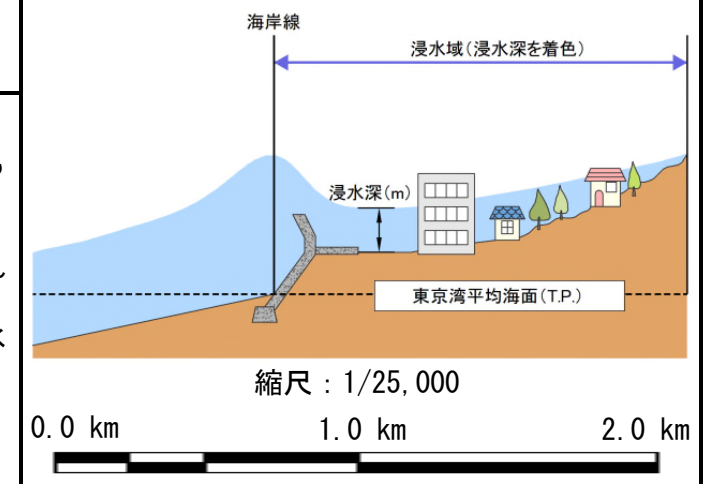 海岸線
浸水域（浸水深を着色）
浸水深（m）
東京湾平均海面（T.P.）
縮尺：1/25,000
0.0 km 1.0 km 2.0 km